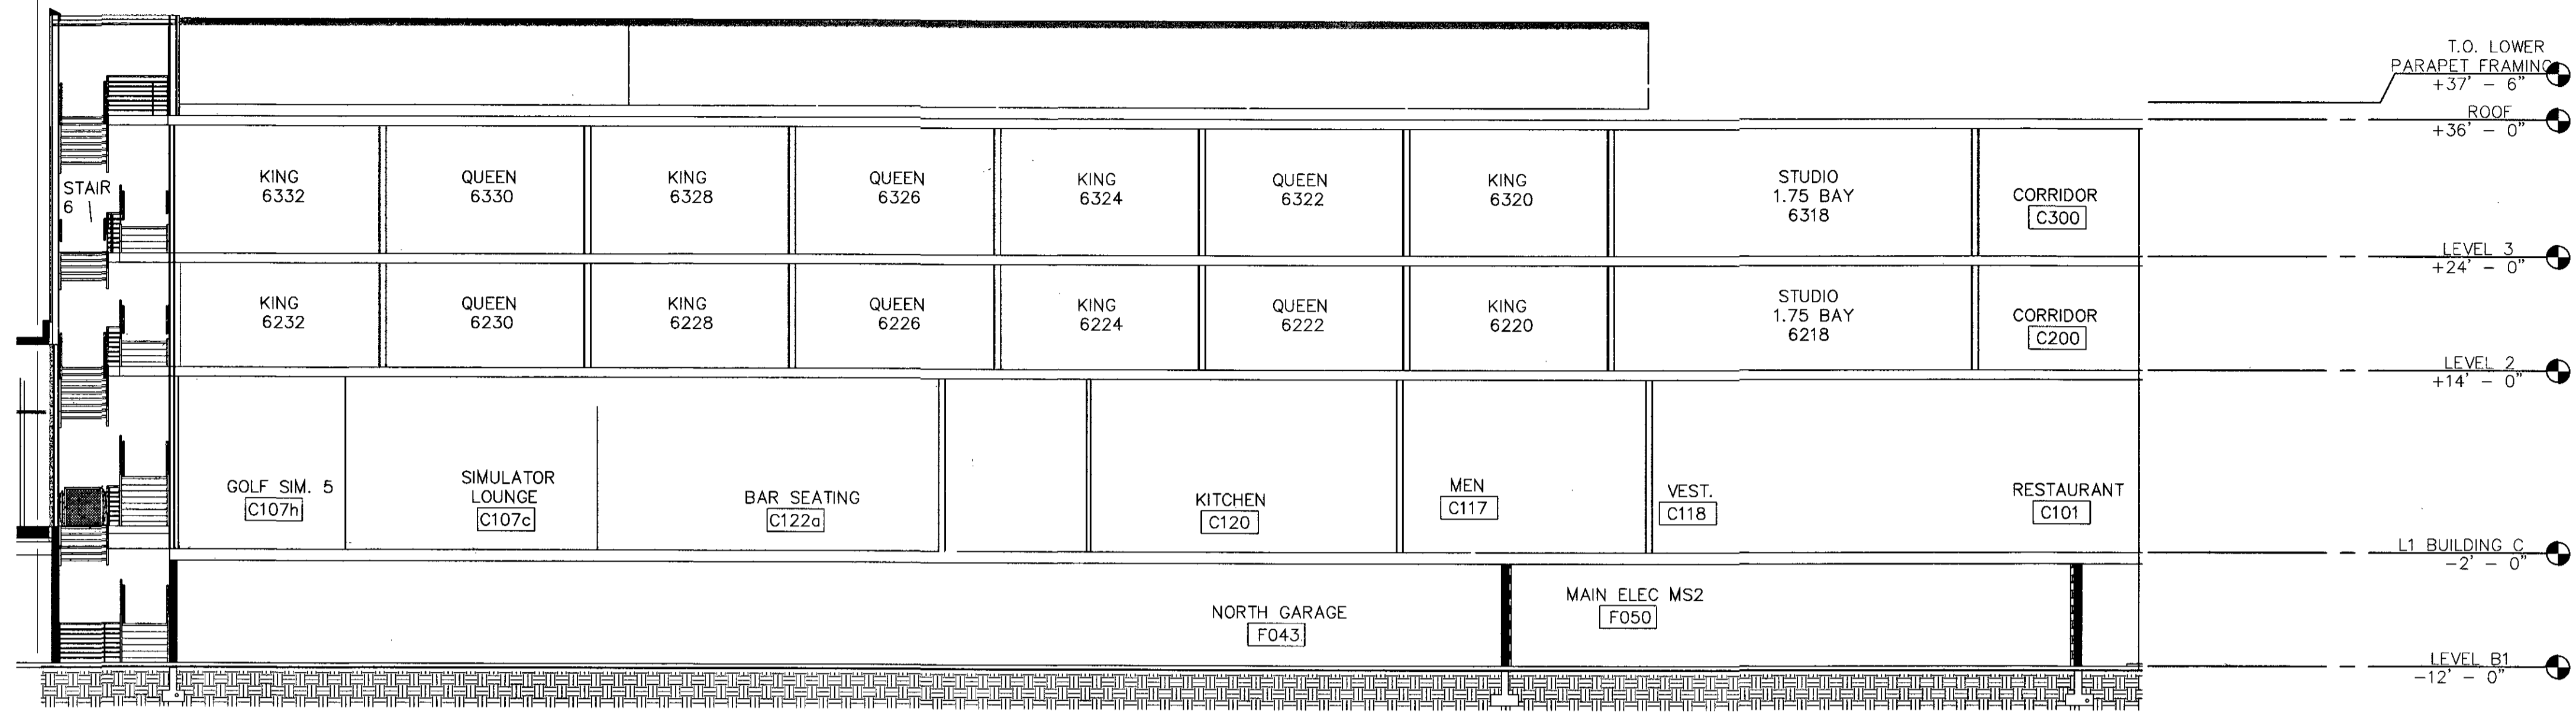 T.O. LOWER
PARAPET FRAMING
+37' - 6"
ROOF
+36' - 0"
STAIR
6
KING
6332
QUEEN
6330
KING
6328
QUEEN
6326
KING
6324
QUEEN
6322
KING
6320
STUDIO
1.75 BAY
6318
CORRIDOR
C300
LEVEL 3
+24' - 0"
KING
6232
QUEEN
6230
KING
6228
QUEEN
6226
KING
6224
QUEEN
6222
KING
6220
STUDIO
1.75 BAY
6218
CORRIDOR
C200
LEVEL 2
+14' - 0"
GOLF SIM. 5
C107h
SIMULATOR
LOUNGE
C107c
BAR SEATING
C122a
KITCHEN
C120
MEN
C117
VEST.
C118
RESTAURANT
C101
L1 BUILDING C
-2' - 0"
NORTH GARAGE
F043
MAIN ELEC MS2
F050
LEVEL B1
-12' - 0"